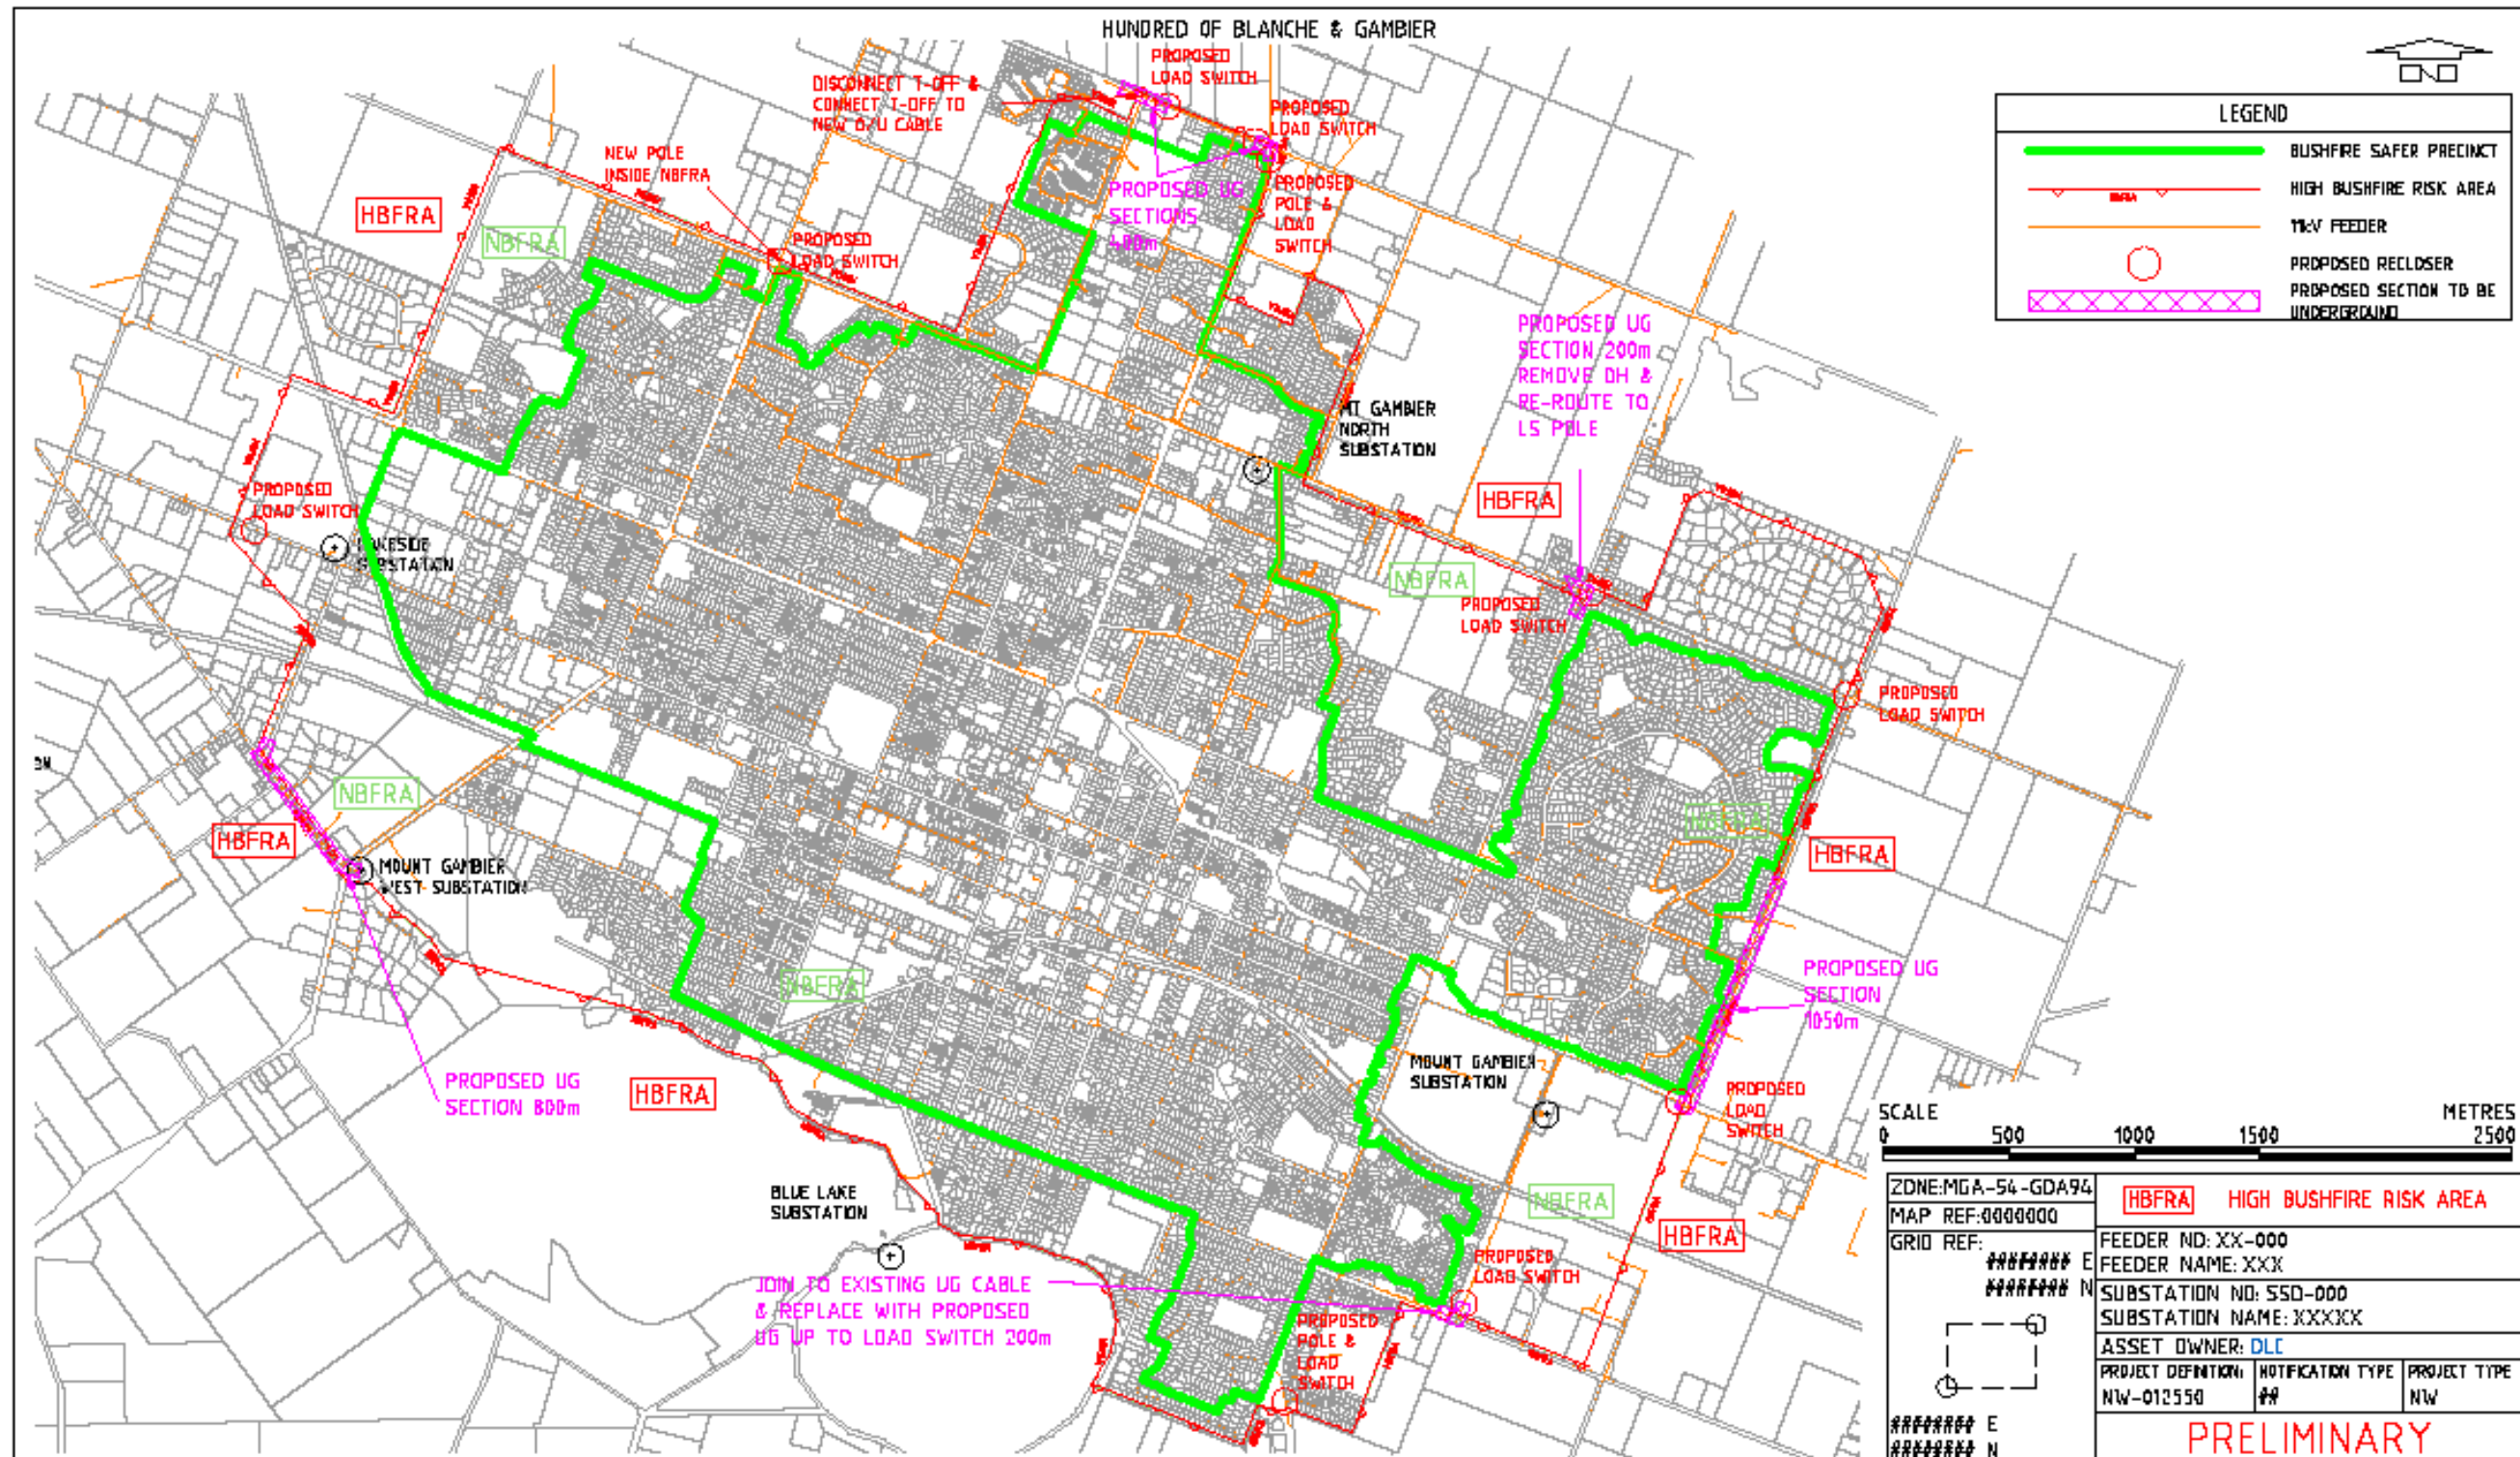 HUNDRED OF BLANCHE & GAMBIER
PROPOSED
LOAD SWITCH
DISCONNECT T-OFF &
CONNECT T-OFF TO
NEW O/U CABLE
PROPOSED
LOAD SWITCH
NEW POLE
INSIDE NBFRA
PROPOSED UG
SECTIONS
400m
PROPOSED
POLE &
LOAD
SWITCH
HBFRA
NBFRA
PROPOSED
LOAD SWITCH
LEGEND
BUSHFIRE SAFER PRECINCT
HIGH BUSHFIRE RISK AREA
11kV FEEDER
PROPOSED RECLOSER
PROPOSED SECTION TO BE
UNDERGROUND
PROPOSED UG
SECTION 200m
REMOVE OH &
RE-ROUTE TO
LS POLE
MT GAMBIER
NORTH
SUBSTATION
PROPOSED
LOAD SWITCH
HBFRA
LAKESIDE
SUBSTATION
NBFRA
PROPOSED
LOAD SWITCH
PROPOSED
LOAD SWITCH
NBFRA
NBFRA
HBFRA
HBFRA
MOUNT GAMBIER
WEST SUBSTATION
NBFRA
PROPOSED UG
SECTION
1050m
PROPOSED UG
SECTION 800m
HBFRA
MOUNT GAMBIER
SUBSTATION
PROPOSED
LOAD
SWITCH
BLUE LAKE
SUBSTATION
NBFRA
HBFRA
PROPOSED
LOAD SWITCH
JOIN TO EXISTING UG CABLE
& REPLACE WITH PROPOSED
UG UP TO LOAD SWITCH 200m
PROPOSED
POLE &
LOAD
SWITCH
SCALE METRES
0 500 1000 1500 2500
ZONE:MGA-54-GDA94
MAP REF:0000000
GRID REF:
######## E
######## N
######## E
######## N
HBFRA HIGH BUSHFIRE RISK AREA
FEEDER NO: XX-000
FEEDER NAME: XXX
SUBSTATION NO: SSD-000
SUBSTATION NAME: XXXXX
ASSET OWNER: DLC
PROJECT DEFINITION: NOTIFICATION TYPE PROJECT TYPE
NW-012550 ## NW
PRELIMINARY